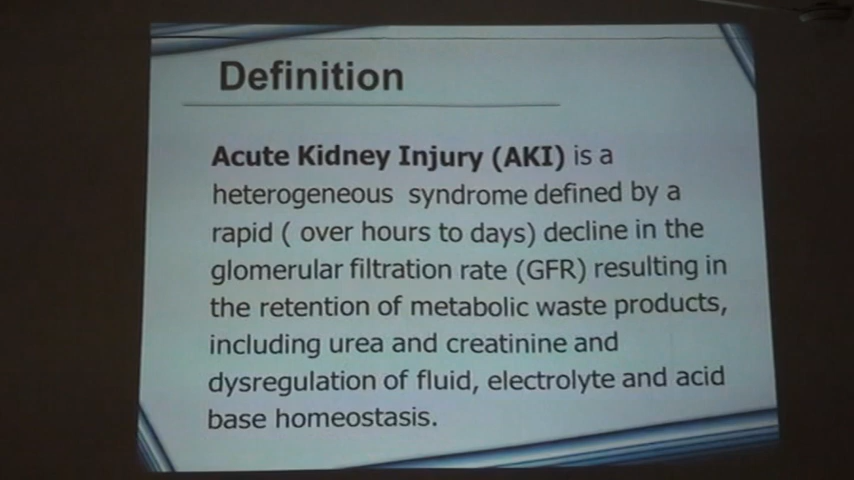 Definition
Acute Kidney Injury (AKI) is a
heterogeneous syndrome defined by a
rapid ( over hours to days) decline in the
glomerular filtration rate (GFR) resulting in
the retention of metabolic waste products,
including urea and creatinine and
dysregulation of fluid, electrolyte and acid
base homeostasis.